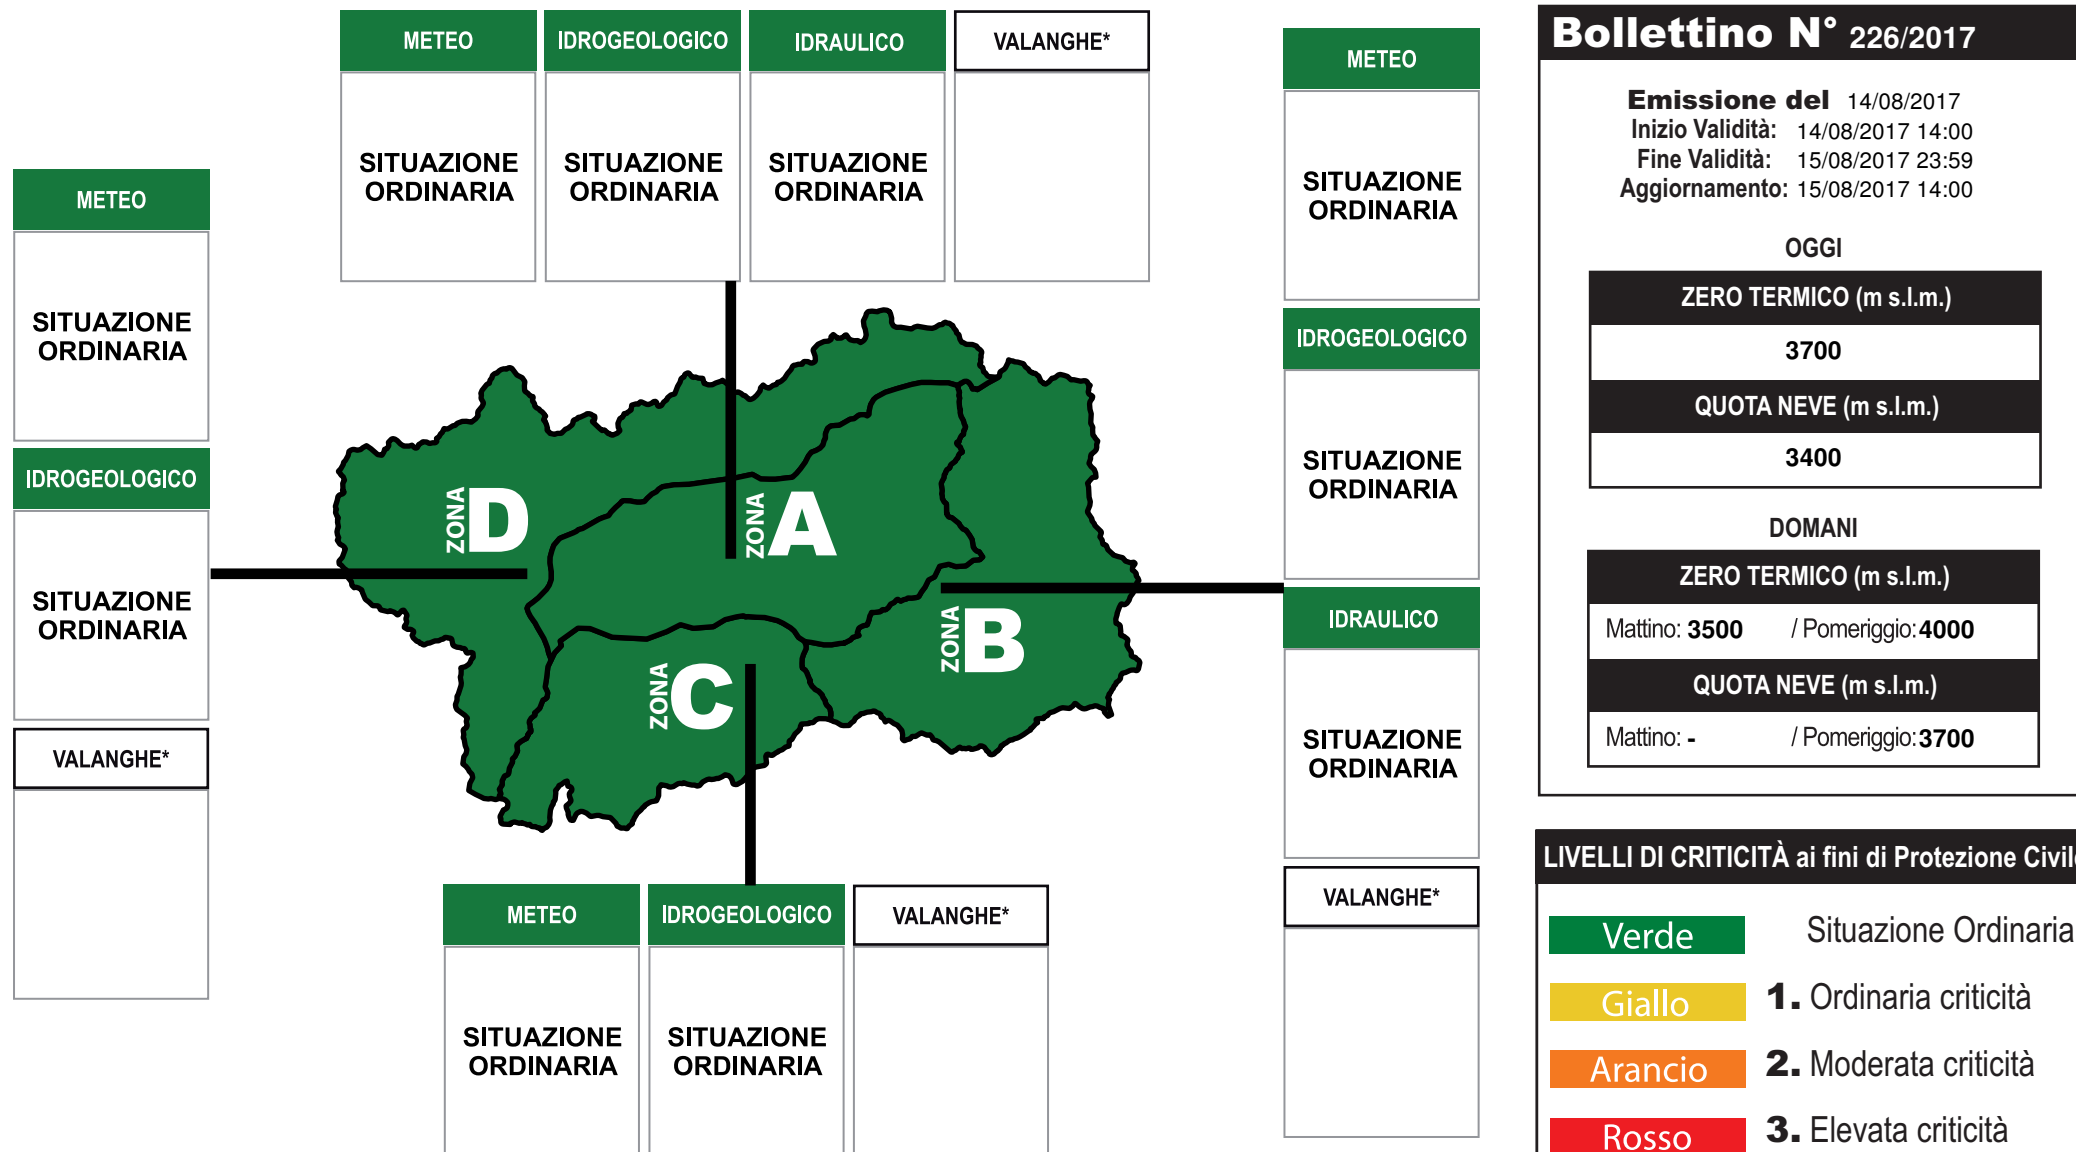 METEO
IDROGEOLOGICO
IDRAULICO
VALANGHE*
SITUAZIONE
ORDINARIA
SITUAZIONE
ORDINARIA
SITUAZIONE
ORDINARIA
METEO
SITUAZIONE
ORDINARIA
IDROGEOLOGICO
SITUAZIONE
ORDINARIA
VALANGHE*
ZONA D
ZONA A
ZONA B
ZONA C
METEO
SITUAZIONE
ORDINARIA
IDROGEOLOGICO
SITUAZIONE
ORDINARIA
IDRAULICO
SITUAZIONE
ORDINARIA
VALANGHE*
METEO
IDROGEOLOGICO
VALANGHE*
SITUAZIONE
ORDINARIA
SITUAZIONE
ORDINARIA
Bollettino N° 226/2017
Emissione del 14/08/2017
Inizio Validità: 14/08/2017 14:00
Fine Validità: 15/08/2017 23:59
Aggiornamento: 15/08/2017 14:00
OGGI
ZERO TERMICO (m s.l.m.)
3700
QUOTA NEVE (m s.l.m.)
3400
DOMANI
ZERO TERMICO (m s.l.m.)
Mattino: 3500 / Pomeriggio: 4000
QUOTA NEVE (m s.l.m.)
Mattino: - / Pomeriggio: 3700
LIVELLI DI CRITICITÀ ai fini di Protezione Civile
Verde Situazione Ordinaria
Giallo 1. Ordinaria criticità
Arancio 2. Moderata criticità
Rosso 3. Elevata criticità